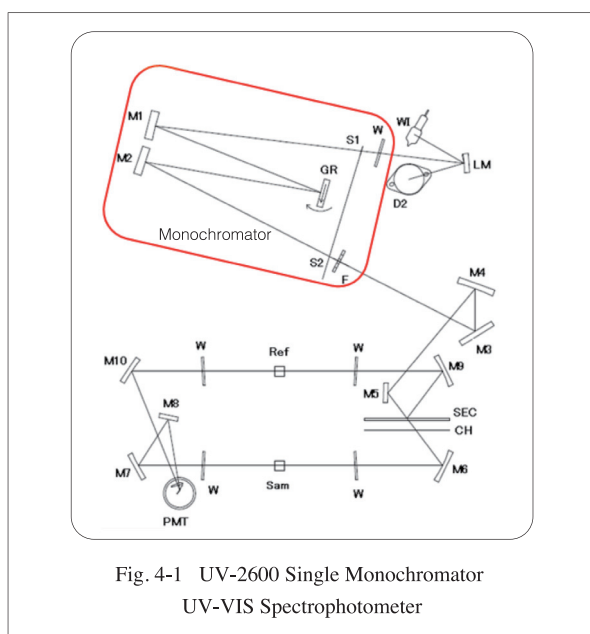 M1
M2
S1
W
WI
LM
GR
D2
Monochromator
S2
F
M4
M3
M10
W
Ref
W
M9
M8
M5
SEC
CH
M7
W
Sam
W
M6
PMT
Fig. 4-1 UV-2600 Single Monochromator
UV-VIS Spectrophotometer